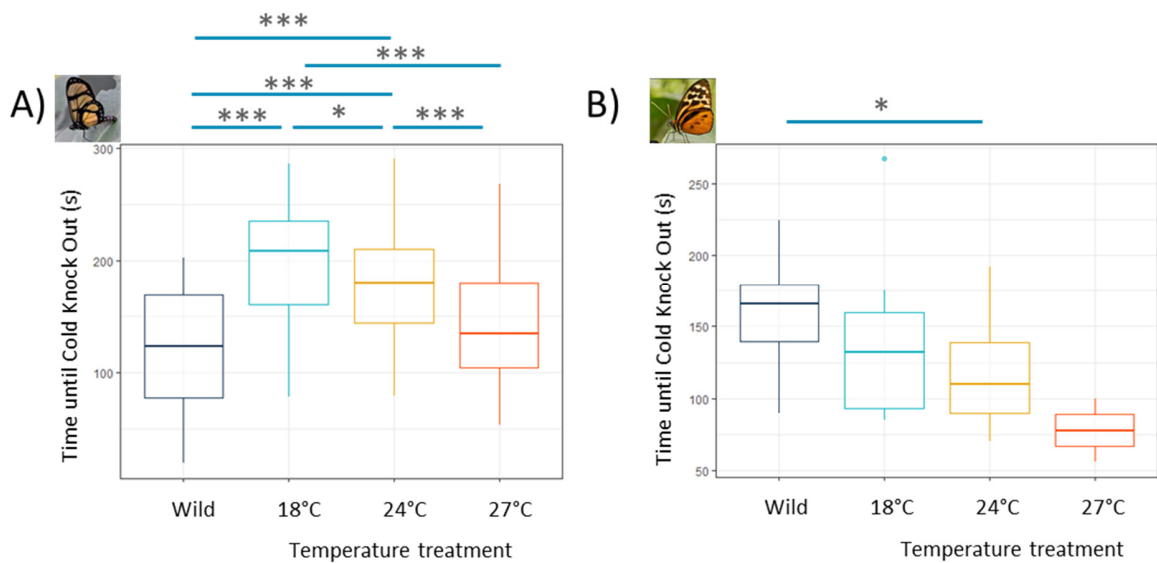 ***
***
***
***
*
***
A)
300
200
100
Time until Cold Knock Out (s)
Wild
18°C
24°C
27°C
Temperature treatment
B)
*
250
200
150
100
50
Time until Cold Knock Out (s)
Wild
18°C
24°C
27°C
Temperature treatment